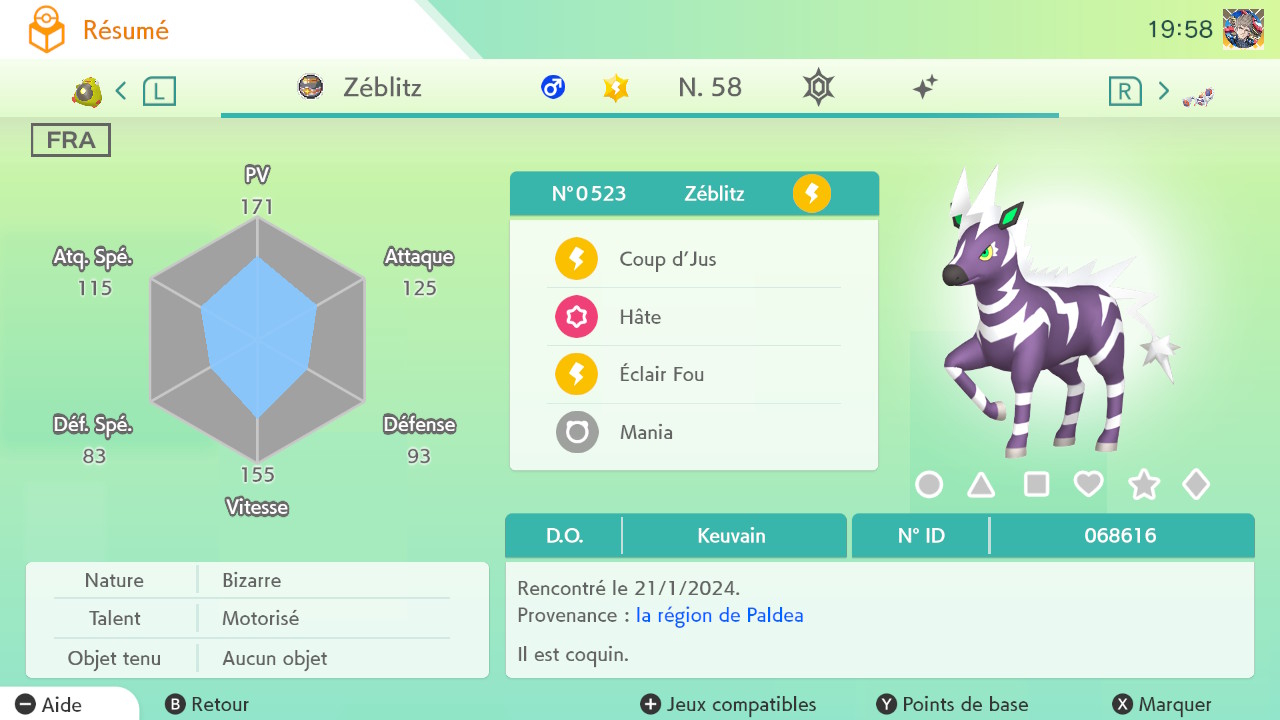 Résumé
19:58
L
Zéblitz
N. 58
R
FRA
PV
171
Atq. Spé.
115
Attaque
125
Déf. Spé.
83
Défense
93
155
Vitesse
N°0523 Zéblitz
Coup d'Jus
Hâte
Éclair Fou
Mania
D.O. Keuvain
N° ID 068616
Rencontré le 21/1/2024.
Provenance : la région de Paldea
Il est coquin.
Nature Bizarre
Talent Motorisé
Objet tenu Aucun objet
Aide
B Retour
Jeux compatibles
Y Points de base
X Marquer